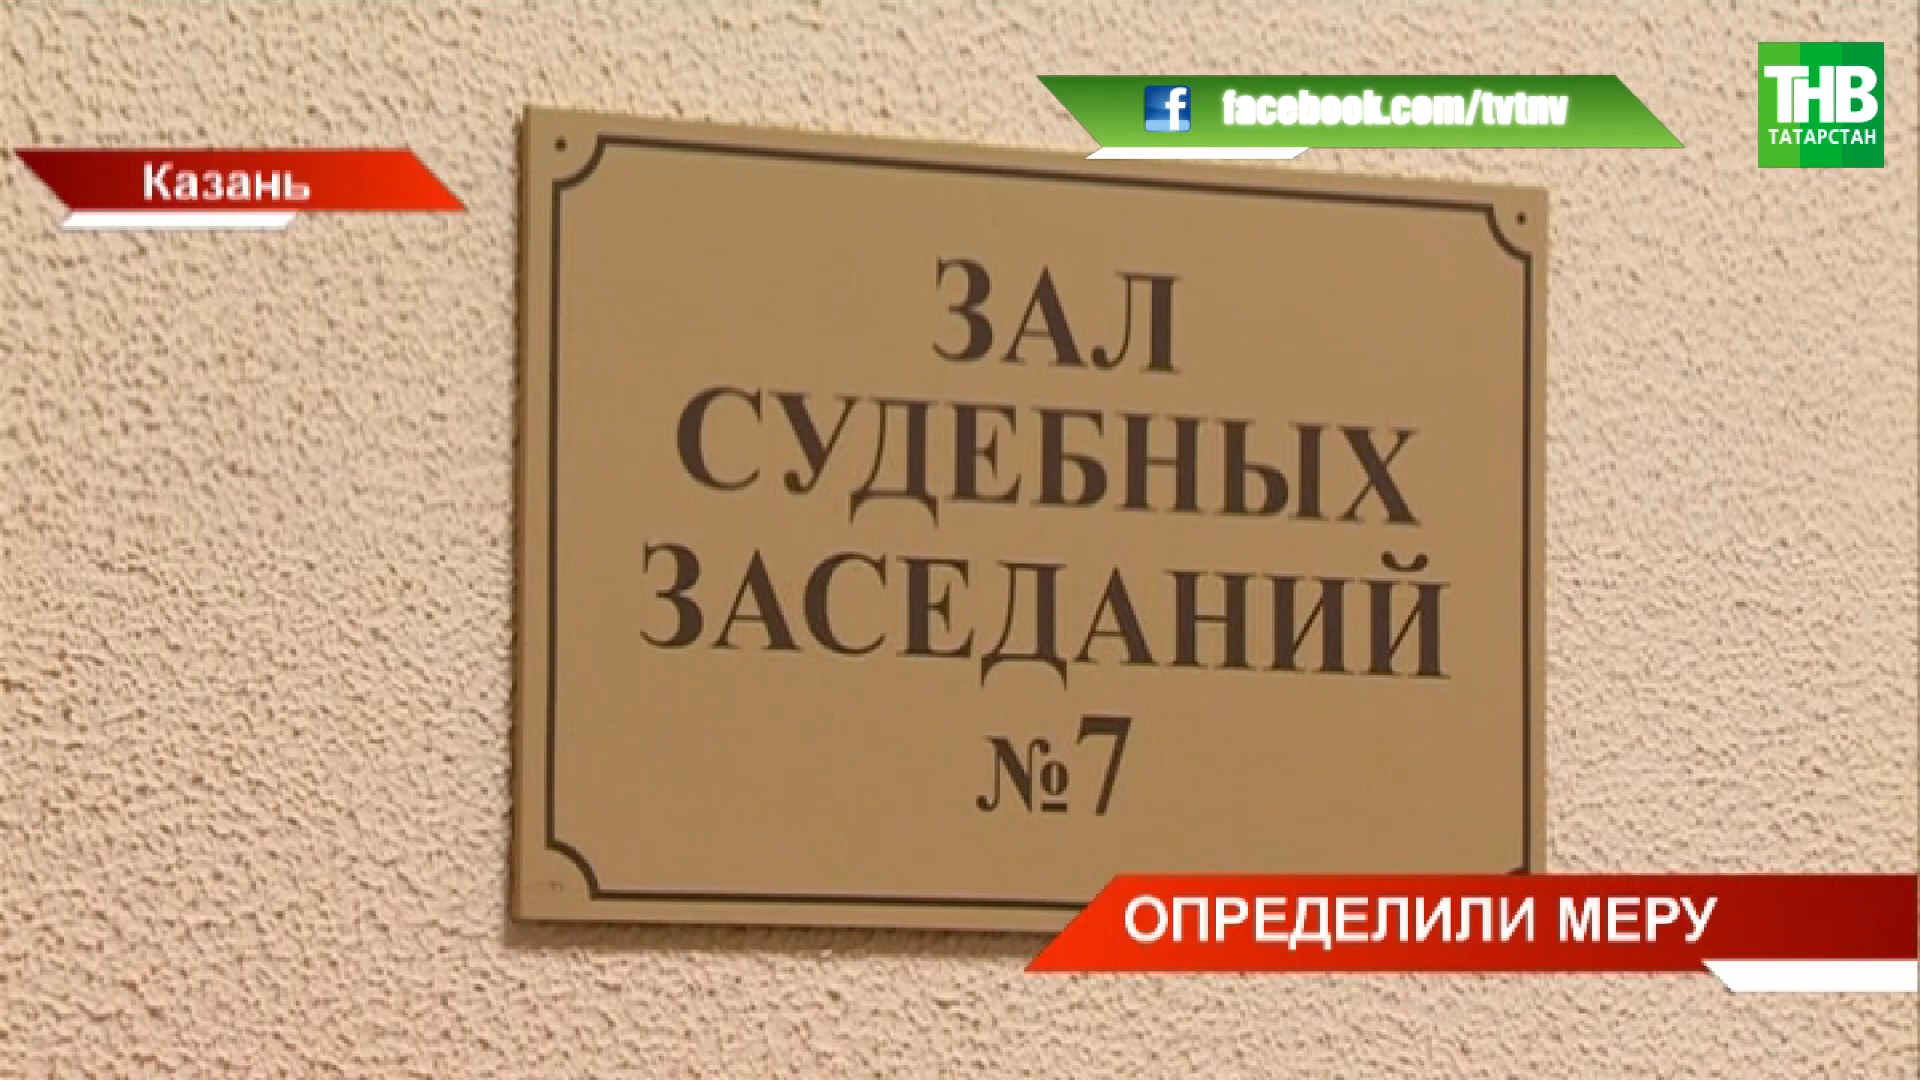 facebook.com/tvtnv
ТНВ
ТАТАРСТАН
Казань
ЗАЛ
СУДЕБНЫХ
ЗАСЕДАНИЙ
№7
ОПРЕДЕЛИЛИ МЕРУ